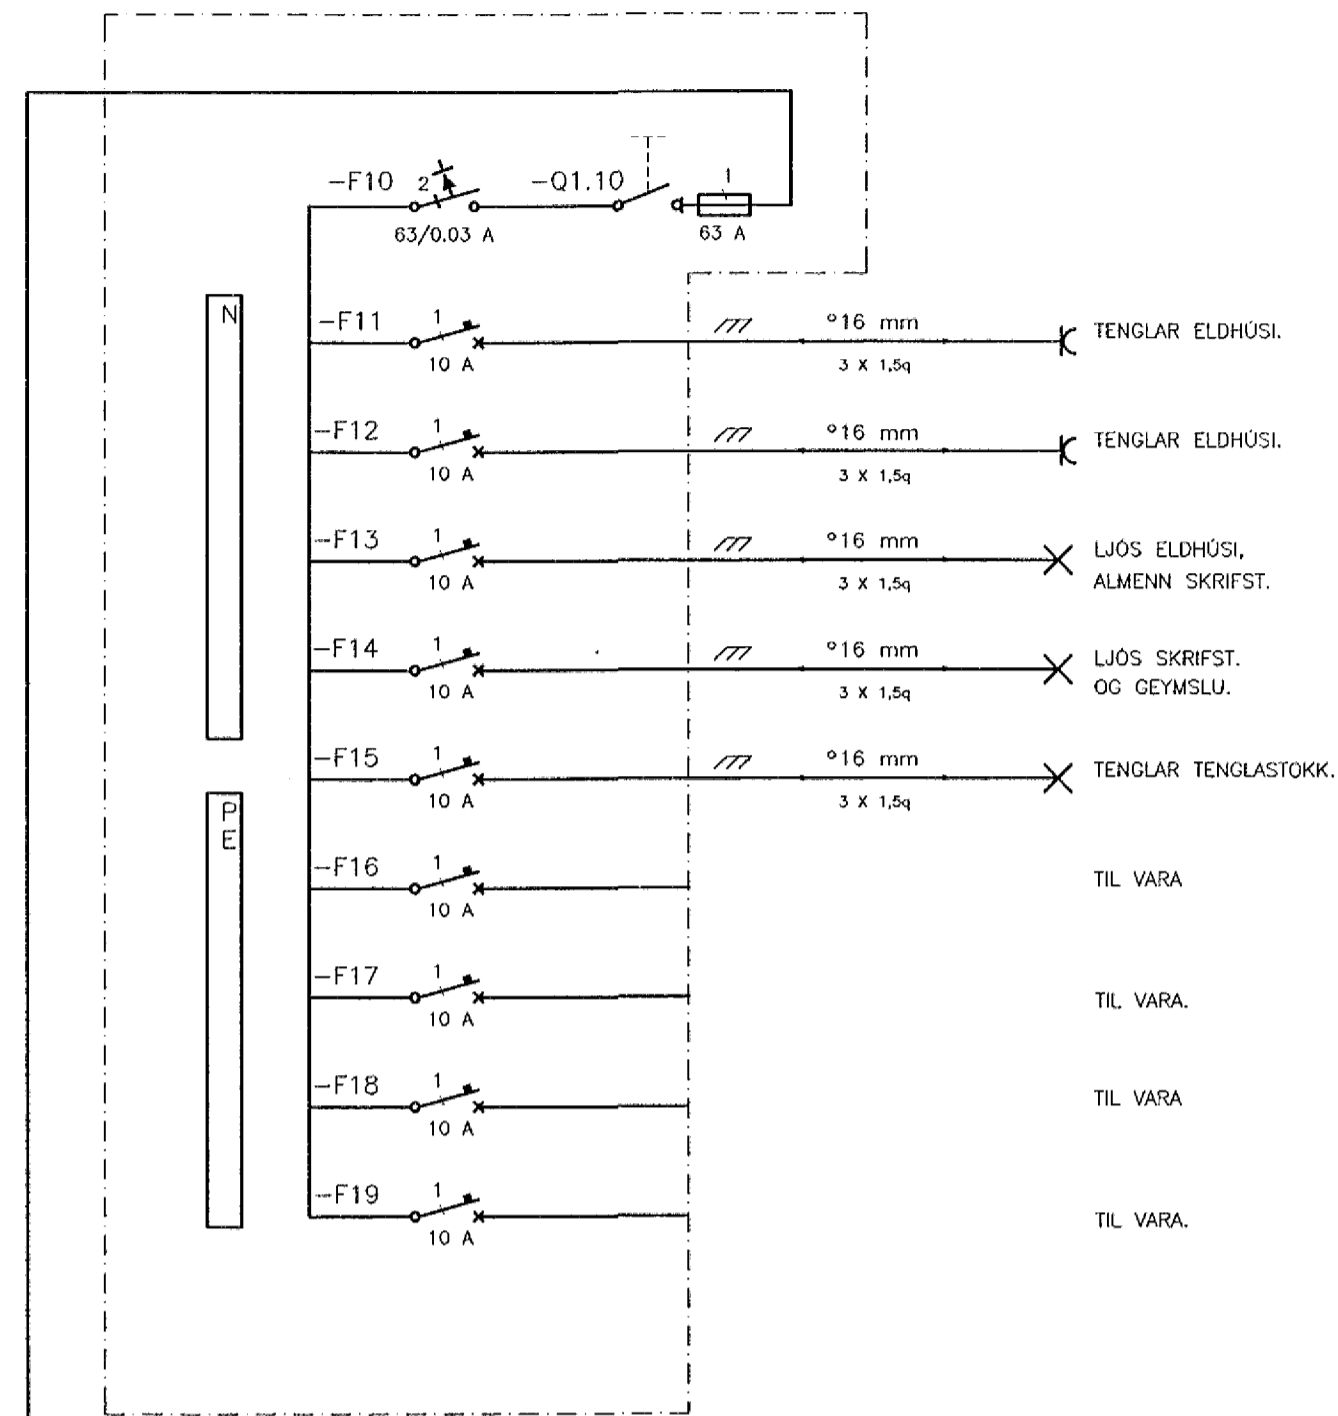 -F10 2 -Q1.10 1
63/0.03 A 63 A
N
-F11 1 °16 mm TENGLAR ELDHÚSI.
10 A 3 X 1,5q
-F12 1 °16 mm TENGLAR ELDHÚSI.
10 A 3 X 1,5q
-F13 1 °16 mm LJÓS ELDHÚSI,
10 A 3 X 1,5q ALMENN SKRIFST.
-F14 1 °16 mm LJÓS SKRIFST.
10 A 3 X 1,5q OG GEYMSLU.
-F15 1 °16 mm TENGLAR TENGLASTOKK.
10 A 3 X 1,5q
P
E
-F16 1 TIL VARA
10 A
-F17 1 TIL VARA.
10 A
-F18 1 TIL VARA
10 A
-F19 1 TIL VARA.
10 A